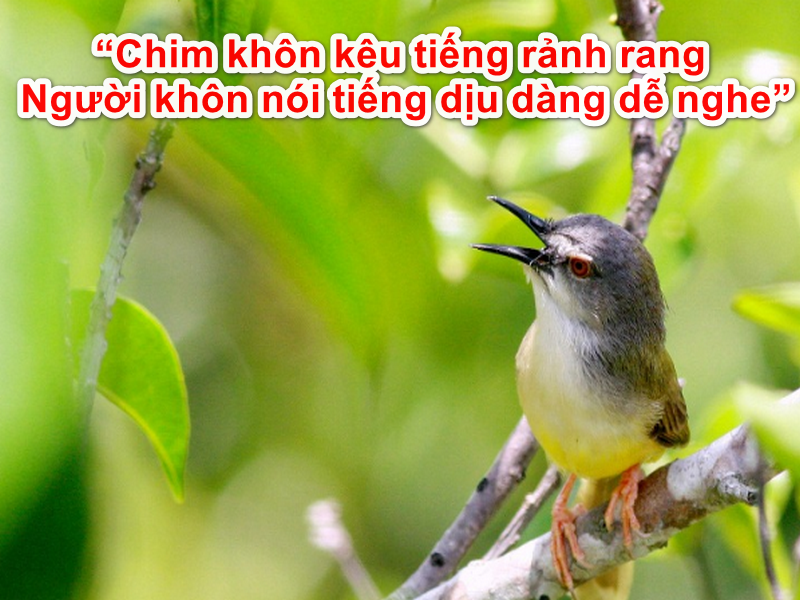 “Chim khôn kêu tiếng rảnh rang
Người khôn nói tiếng dịu dàng dễ nghe”